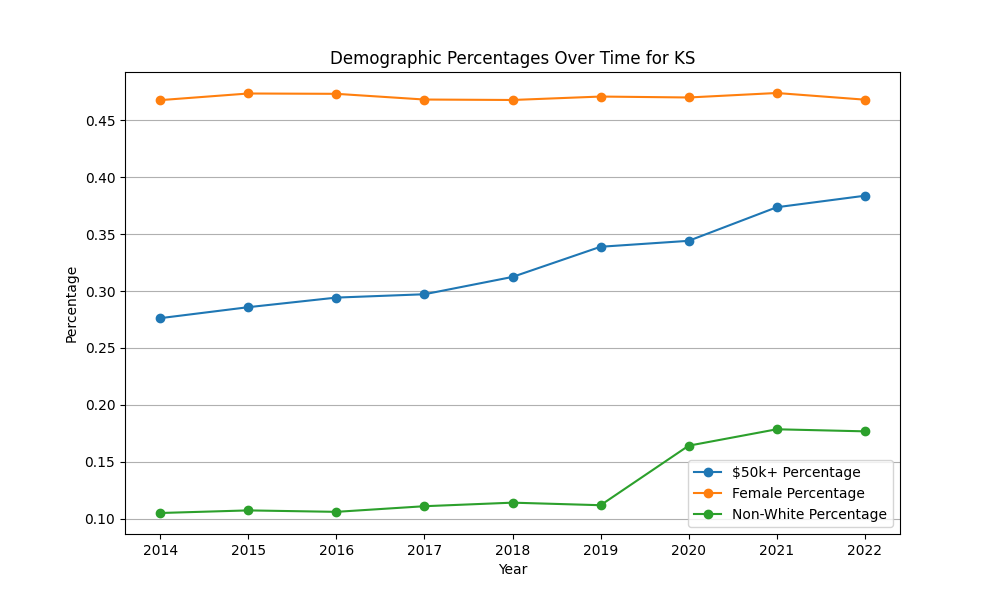 Demographic Percentages Over Time for KS
Percentage
0.45
0.40
0.35
0.30
0.25
0.20
0.15
0.10
$50k+ Percentage
Female Percentage
Non-White Percentage
2014 2015 2016 2017 2018 2019 2020 2021 2022
Year